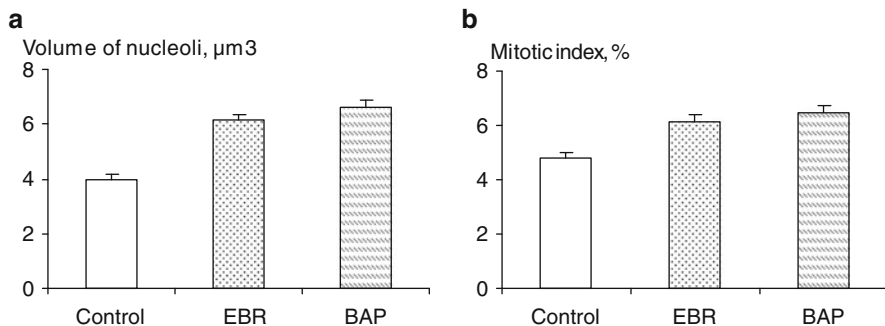 a
Volume of nucleoli, µm3
8
6
4
2
0
Control EBR BAP
b
Mitotic index, %
8
6
4
2
0
Control EBR BAP